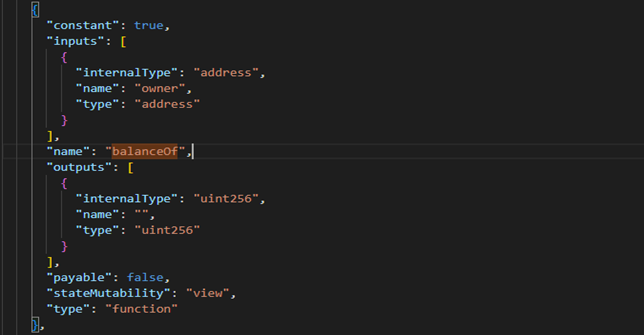 {
"constant": true,
"inputs": [
{
"internalType": "address",
"name": "owner",
"type": "address"
}
],
"name": "balanceOf",
"outputs": [
{
"internalType": "uint256",
"name": "",
"type": "uint256"
}
],
"payable": false,
"stateMutability": "view",
"type": "function"
},